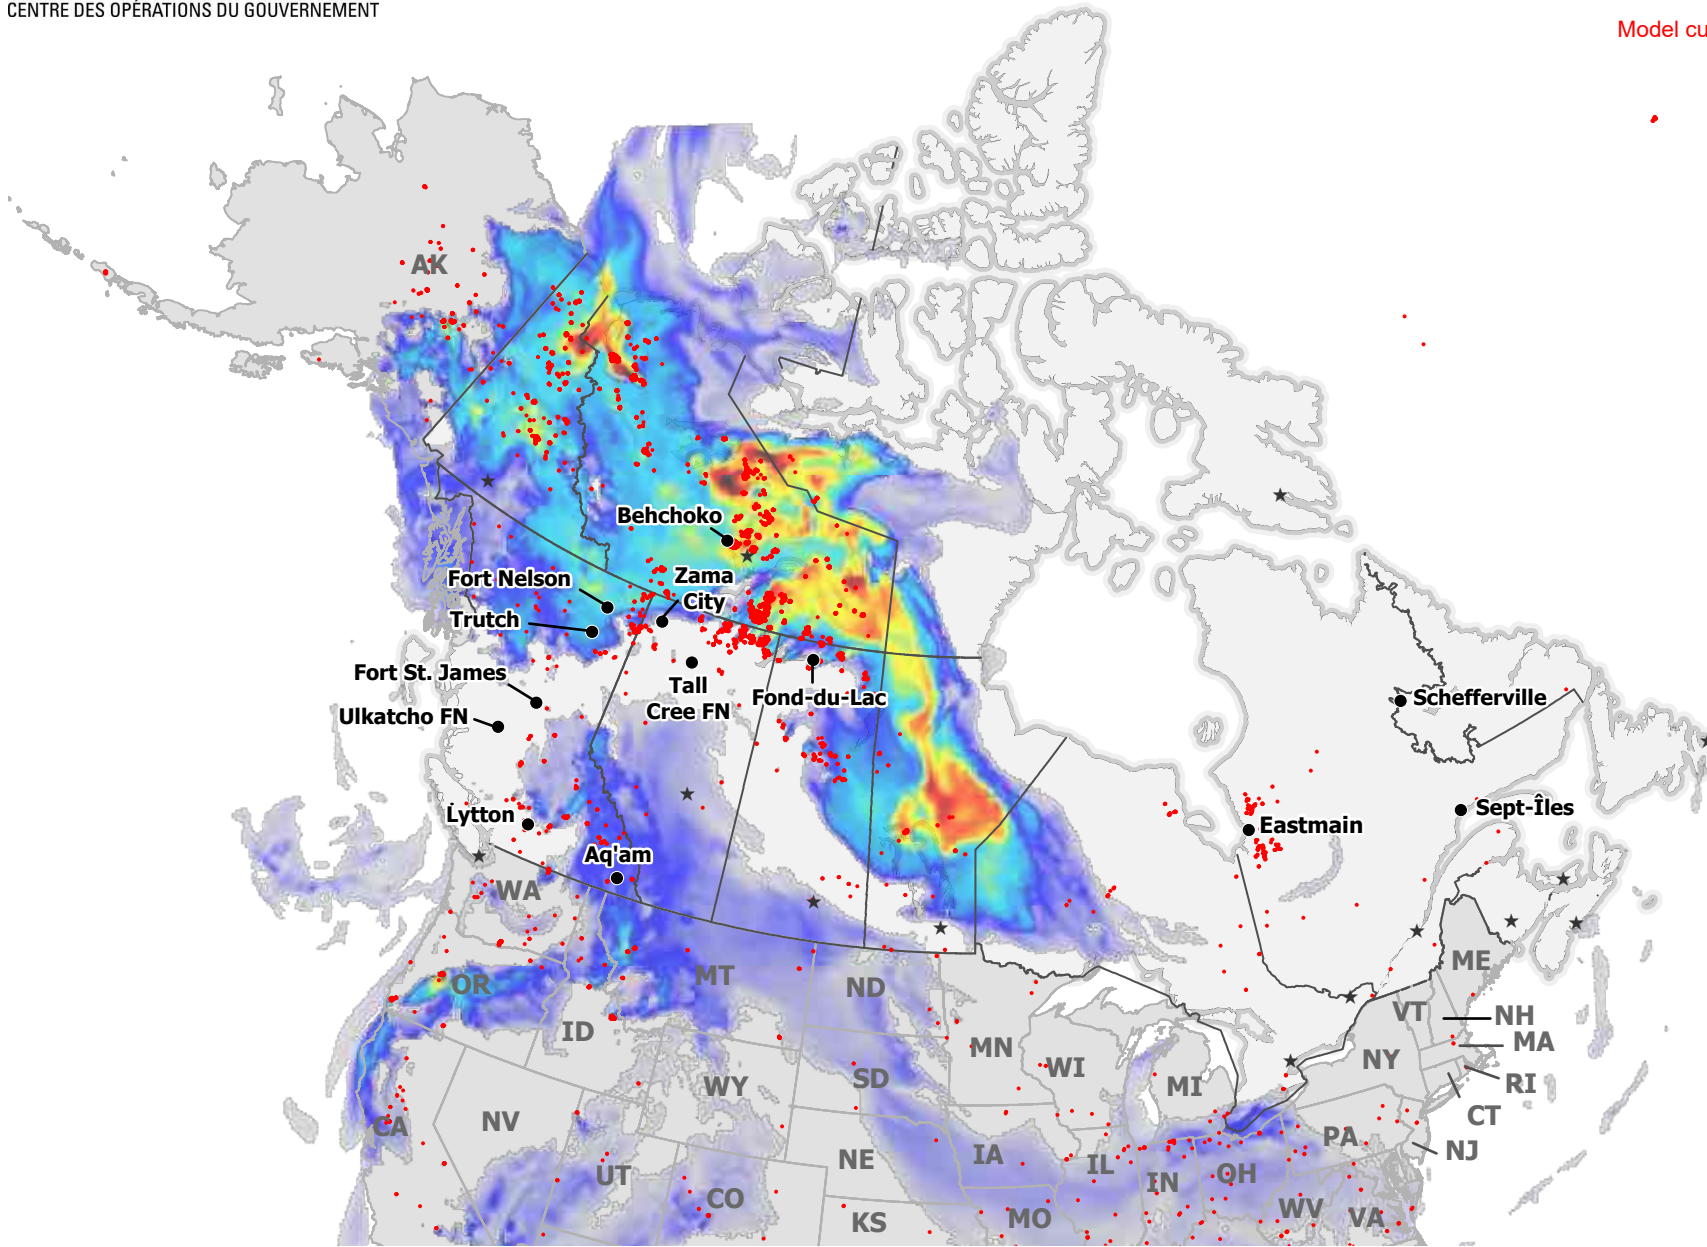 CENTRE DES OPÉRATIONS DU GOUVERNEMENT
Model cu
AK
Behchoko
Fort Nelson
Zama
City
Trutch
Fort St. James
Tall
Cree FN
Fond-du-Lac
Ulkatcho FN
Schefferville
Lytton
Sept-Îles
Eastmain
Aq'am
WA
OR
MT
ND
ME
ID
VT
NH
MN
MA
WI
NY
WY
SD
MI
RI
NV
CA
CT
PA
NJ
NE
IA
IL
UT
IN
OH
CO
KS
MO
WV
VA